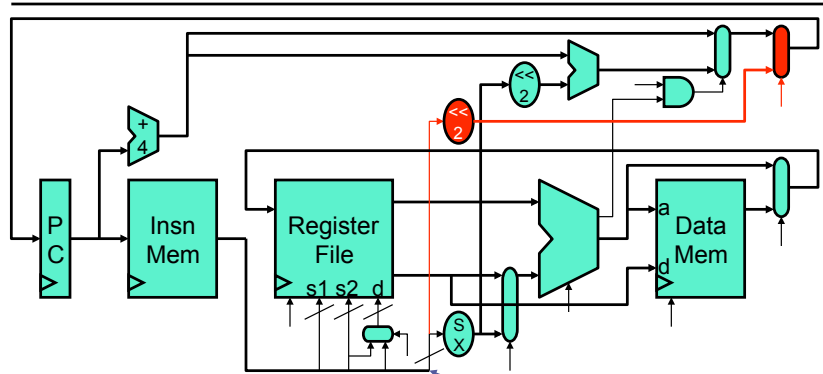 <<
2
+
4
<<
2
P
C
Insn
Mem
Register
File
s1 s2 d
a
Data
Mem
d
S
X